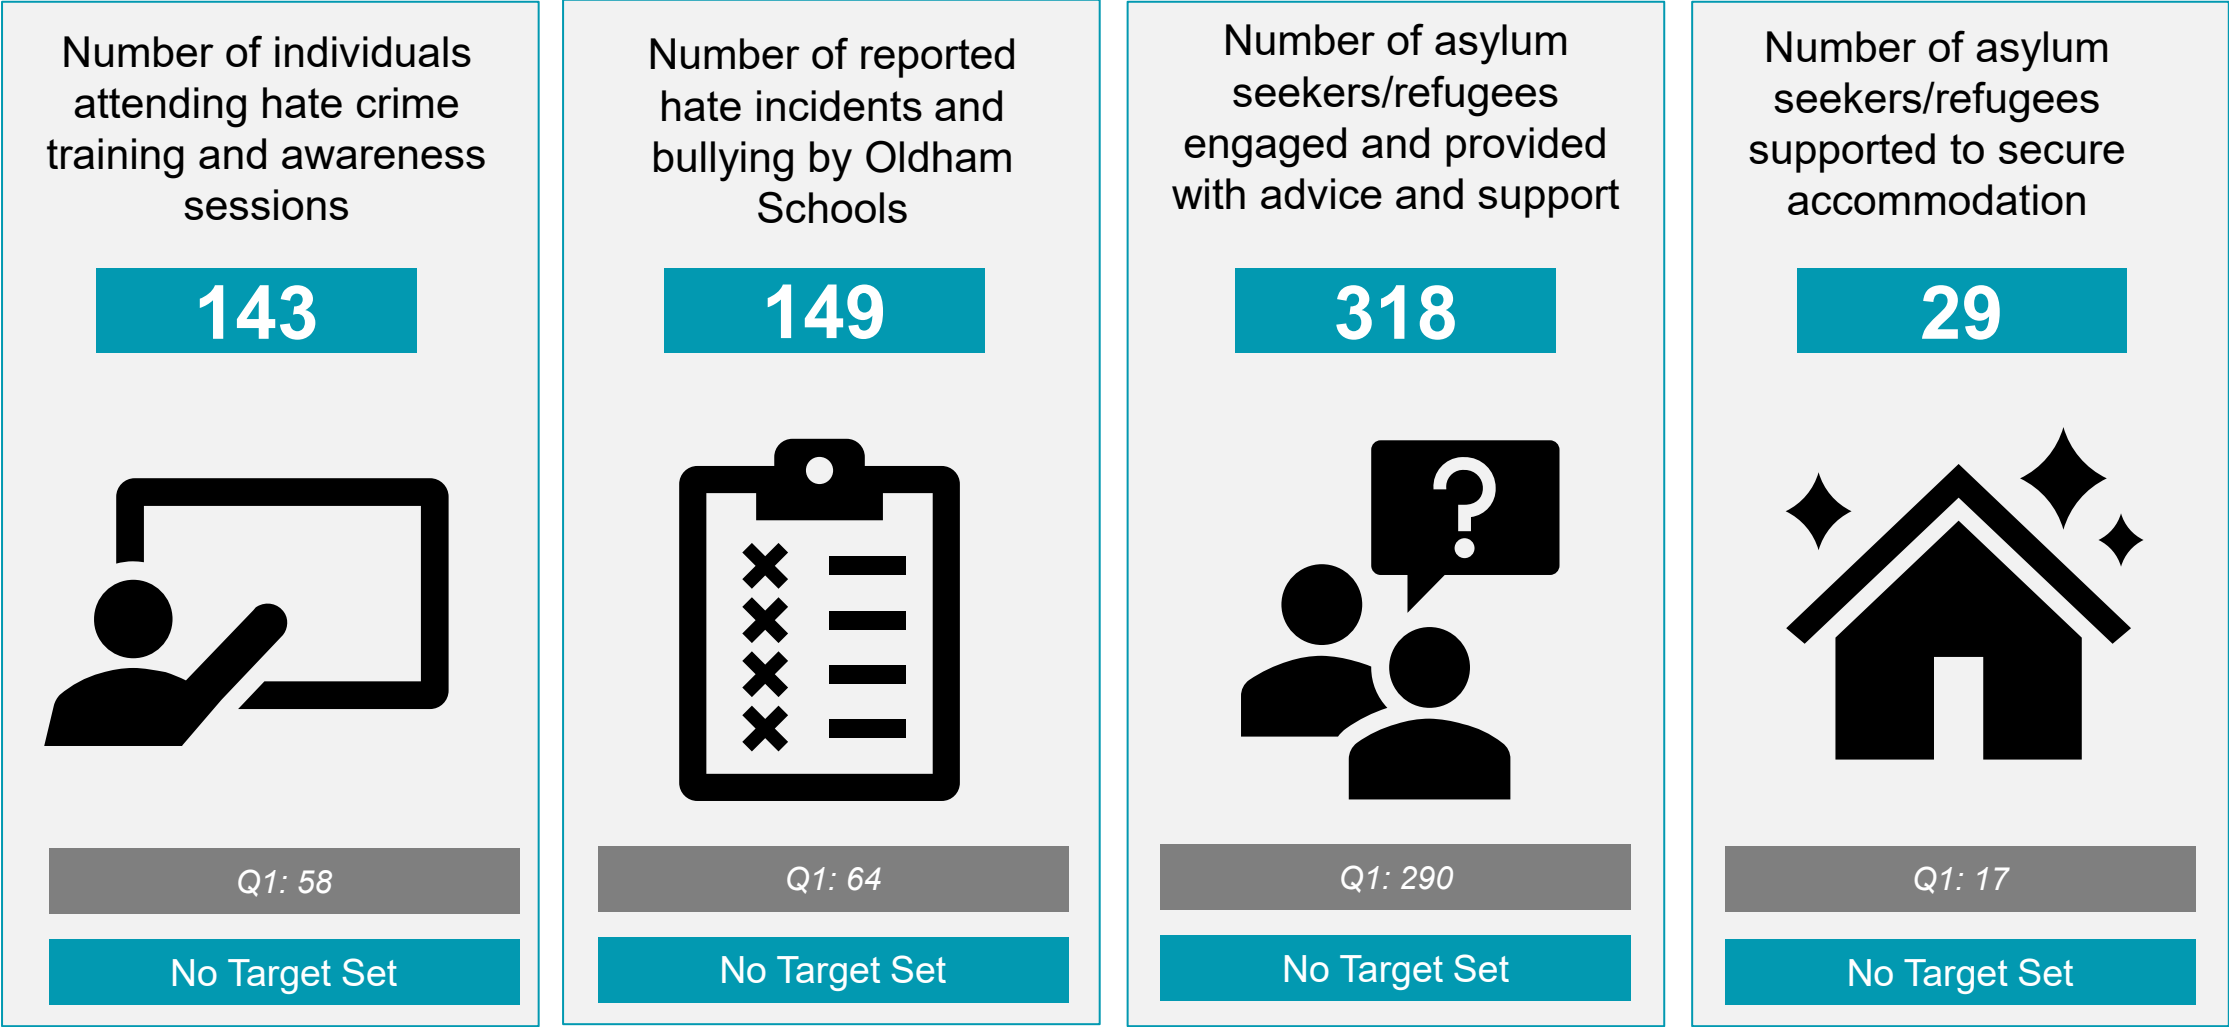 Number of individuals
attending hate crime
training and awareness
sessions
143
Q1: 58
No Target Set
Number of reported
hate incidents and
bullying by Oldham
Schools
149
Q1: 64
No Target Set
Number of asylum
seekers/refugees
engaged and provided
with advice and support
318
?
Q1: 290
No Target Set
Number of asylum
seekers/refugees
supported to secure
accommodation
29
Q1: 17
No Target Set